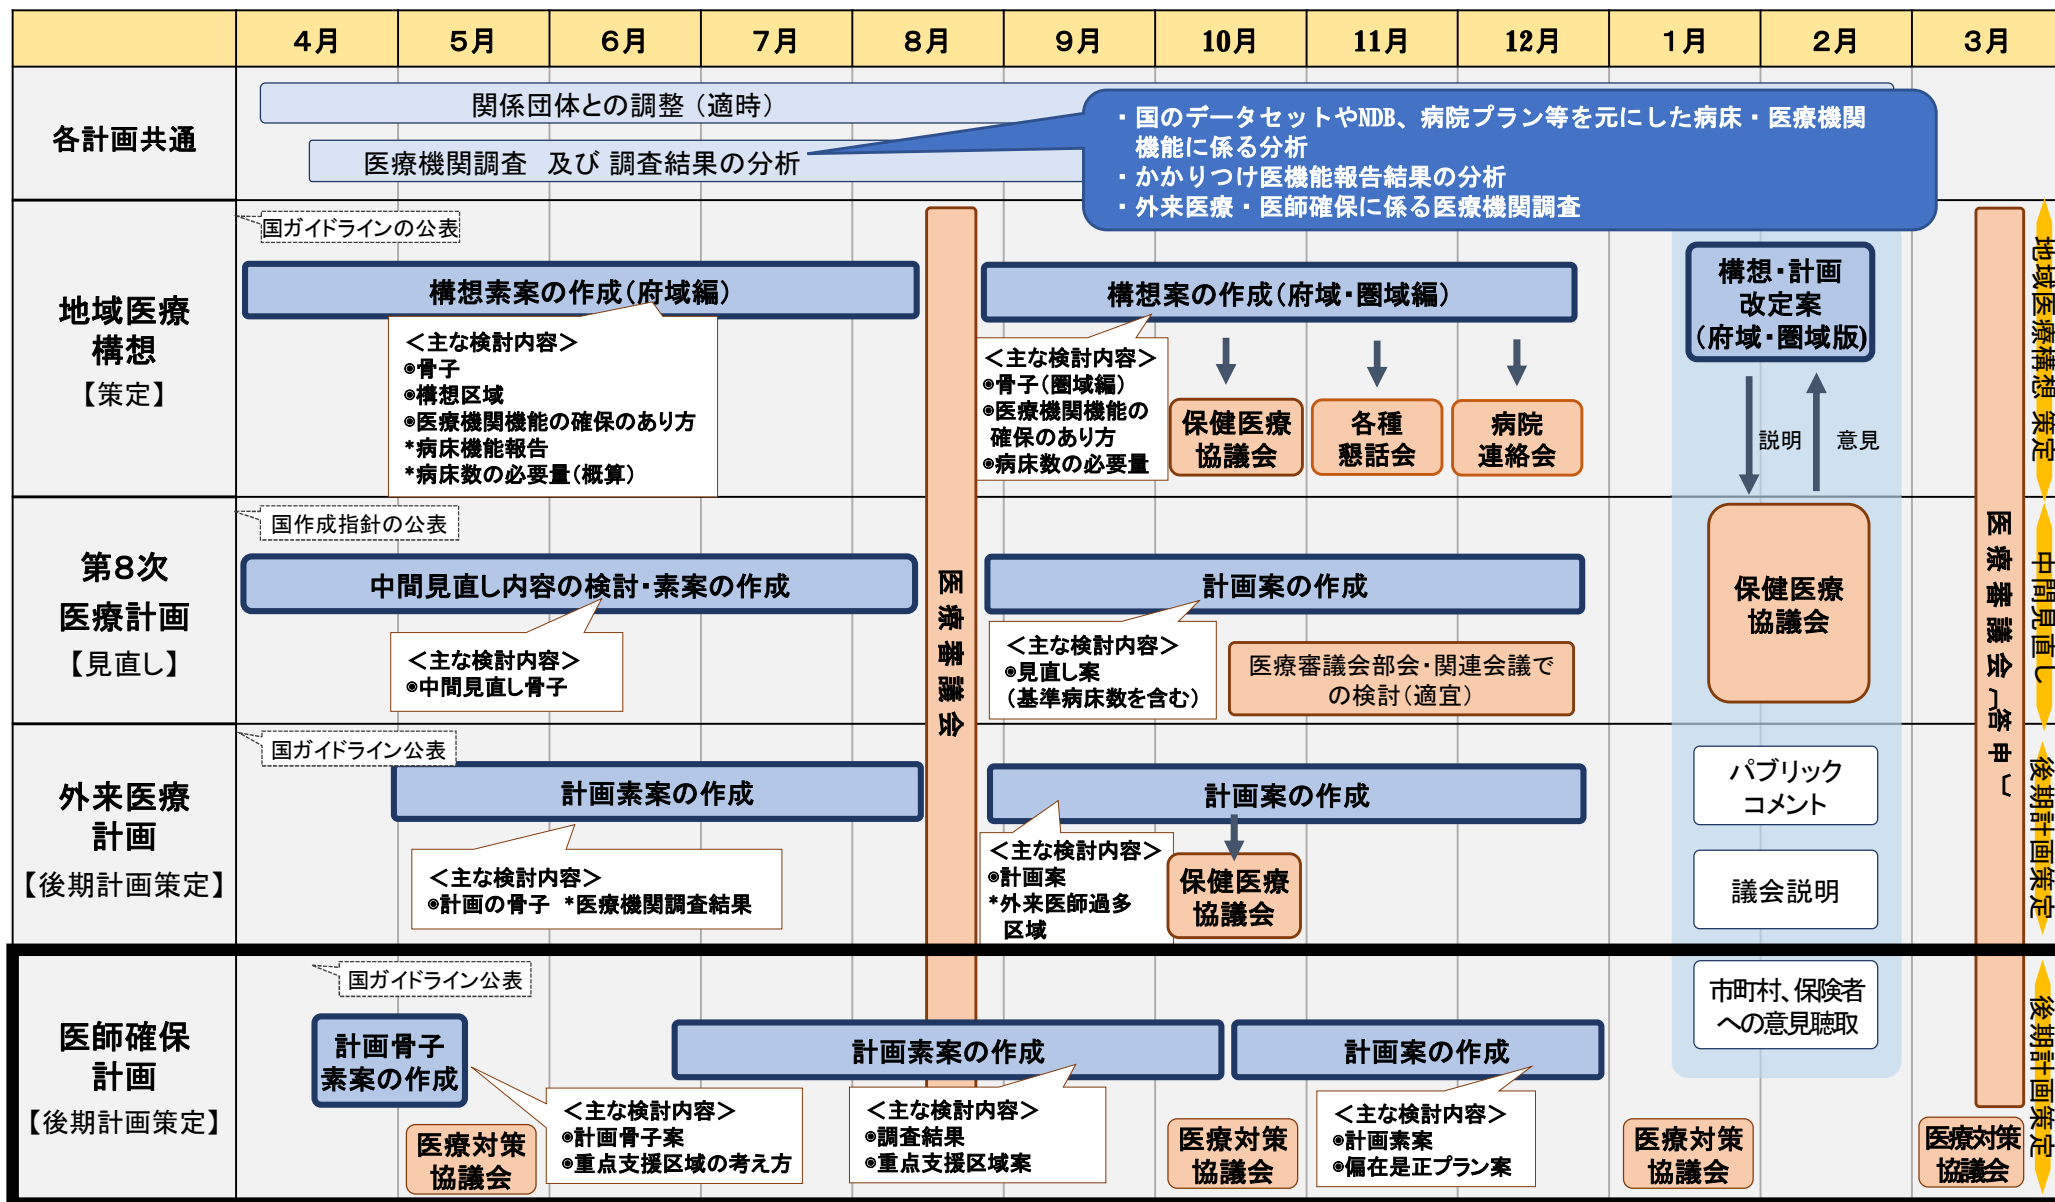 4月 5月 6月 7月 8月 9月 10月 11月 12月 1月 2月 3月
各計画共通
関係団体との調整（適時）
医療機関調査　及び 調査結果の分析
・国のデータセットやNDB、病院プラン等を元にした病床・医療機関
機能に係る分析
・かかりつけ医機能報告結果の分析
・外来医療・医師確保に係る医療機関調査
地域医療
構想
【策定】
国ガイドラインの公表
構想素案の作成（府域編）
＜主な検討内容＞
◉骨子
◉構想区域
◉医療機関機能の確保のあり方
*病床機能報告
*病床数の必要量（概算）
医療審議会
構想案の作成（府域・圏域編）
＜主な検討内容＞
◉骨子（圏域編）
◉医療機関機能の
確保のあり方
◉病床数の必要量
保健医療
協議会
各種
懇話会
病院
連絡会
構想・計画
改定案
（府域・圏域版）
説明
意見
医療審議会（答申）
地域医療構想 策定
第8次
医療計画
【見直し】
国作成指針の公表
中間見直し内容の検討・素案の作成
＜主な検討内容＞
◉中間見直し骨子
計画案の作成
＜主な検討内容＞
◉見直し案
（基準病床数を含む）
医療審議会部会・関連会議で
の検討（適宜）
保健医療
協議会
中間見直し
外来医療
計画
【後期計画策定】
国ガイドライン公表
計画素案の作成
＜主な検討内容＞
◉計画の骨子　*医療機関調査結果
計画案の作成
＜主な検討内容＞
◉計画案
*外来医師過多
区域
保健医療
協議会
パブリック
コメント
議会説明
後期計画策定
医師確保
計画
【後期計画策定】
国ガイドライン公表
計画骨子
素案の作成
医療対策
協議会
＜主な検討内容＞
◉計画骨子案
◉重点支援区域の考え方
計画素案の作成
＜主な検討内容＞
◉調査結果
◉重点支援区域案
医療対策
協議会
計画案の作成
＜主な検討内容＞
◉計画素案
◉偏在是正プラン案
市町村、保険者
への意見聴取
医療対策
協議会
医療対策
協議会
後期計画策定